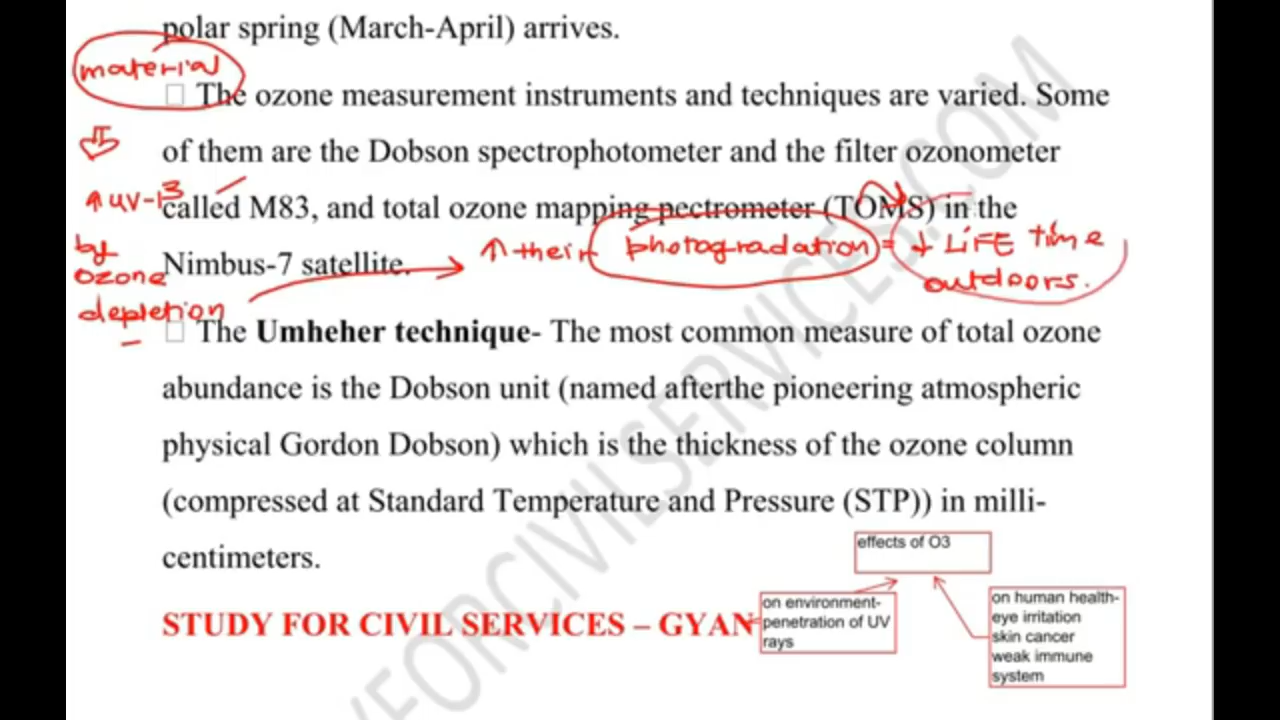 polar spring (March-April) arrives.
material
□ The ozone measurement instruments and techniques are varied. Some
of them are the Dobson spectrophotometer and the filter ozonometer
↑ UV-B
called M83, and total ozone mapping pectrometer (TOMS) in the
by
ozone
depletion
↑ their photogradation = ↓ LIFE time
outdoors.
Nimbus-7 satellite.
□ The Umheher technique- The most common measure of total ozone
abundance is the Dobson unit (named afterthe pioneering atmospheric
physical Gordon Dobson) which is the thickness of the ozone column
(compressed at Standard Temperature and Pressure (STP)) in milli-
centimeters.
effects of O3
STUDY FOR CIVIL SERVICES – GYAN
on environment-
penetration of UV
rays
on human health-
eye irritation
skin cancer
weak immune
system
YFORCIVILSERVICES.COM